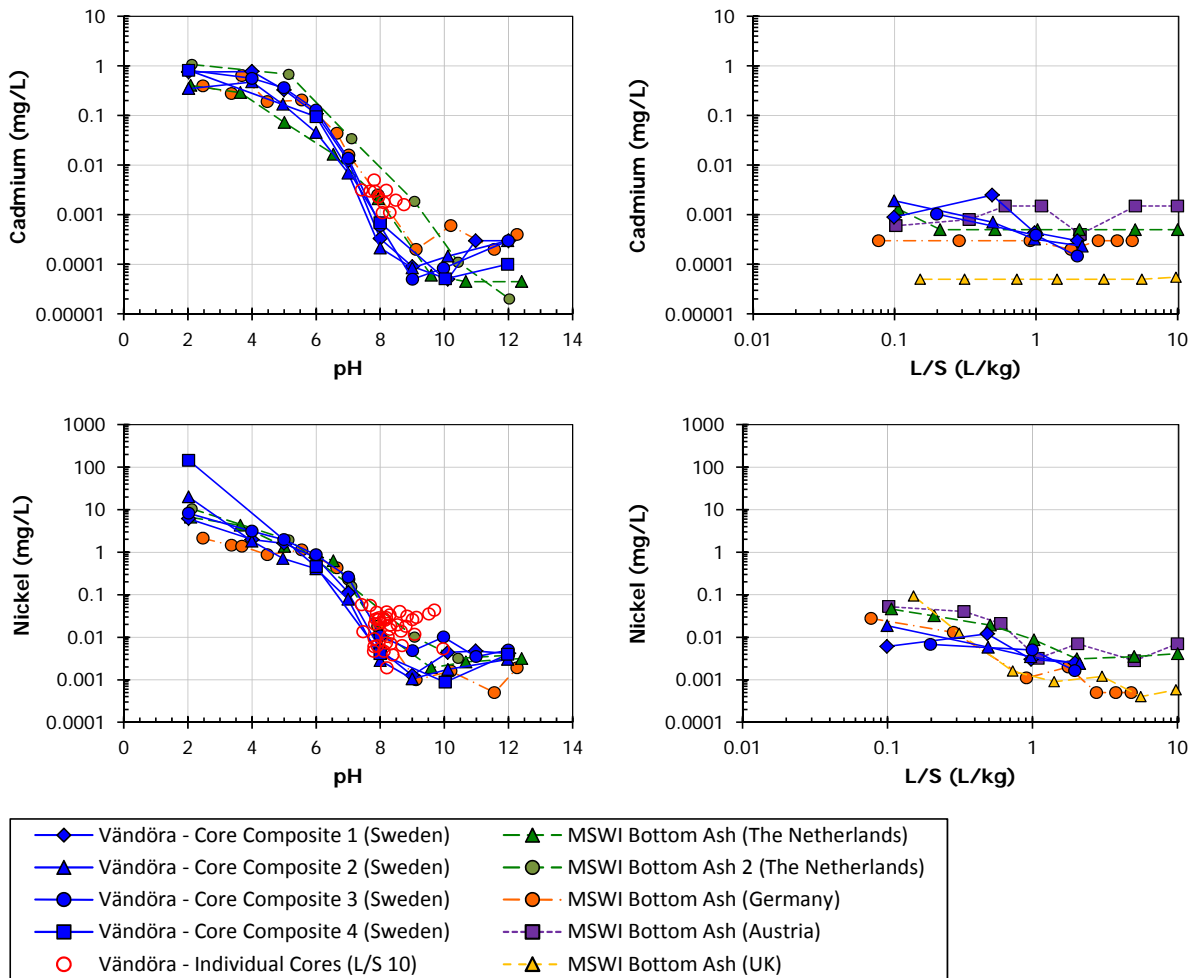 10
1
0.1
0.01
0.001
0.0001
0.00001
Cadmium (mg/L)
0 2 4 6 8 10 12 14
pH
10
1
0.1
0.01
0.001
0.0001
0.00001
Cadmium (mg/L)
0.01 0.1 1 10
L/S (L/kg)
1000
100
10
1
0.1
0.01
0.001
0.0001
Nickel (mg/L)
0 2 4 6 8 10 12 14
pH
1000
100
10
1
0.1
0.01
0.001
0.0001
Nickel (mg/L)
0.01 0.1 1 10
L/S (L/kg)
Vändöra - Core Composite 1 (Sweden)
Vändöra - Core Composite 2 (Sweden)
Vändöra - Core Composite 3 (Sweden)
Vändöra - Core Composite 4 (Sweden)
Vändöra - Individual Cores (L/S 10)
MSWI Bottom Ash (The Netherlands)
MSWI Bottom Ash 2 (The Netherlands)
MSWI Bottom Ash (Germany)
MSWI Bottom Ash (Austria)
MSWI Bottom Ash (UK)